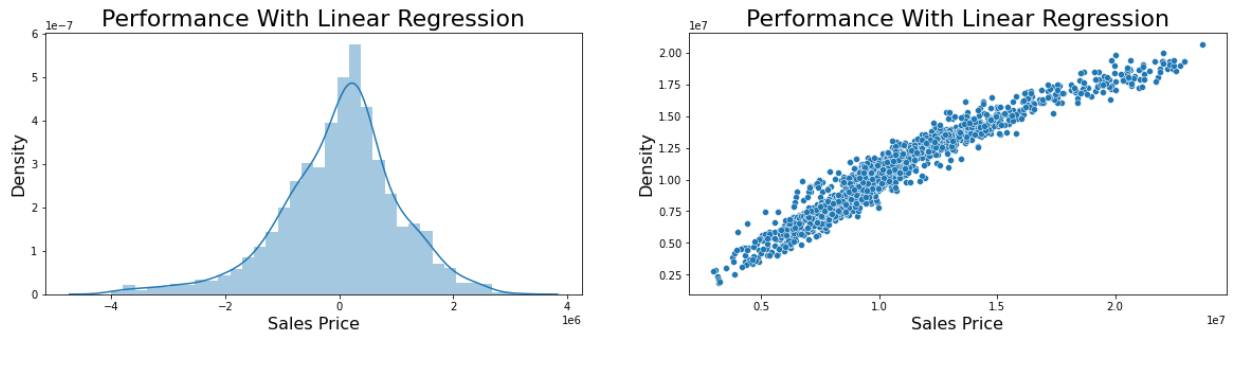 Performance With Linear Regression
1e−7
6
5
4
3
2
1
0
Density
−4
−2
0
2
4
1e6
Sales Price
Performance With Linear Regression
1e7
2.00
1.75
1.50
1.25
1.00
0.75
0.50
0.25
Density
0.5
1.0
1.5
2.0
1e7
Sales Price